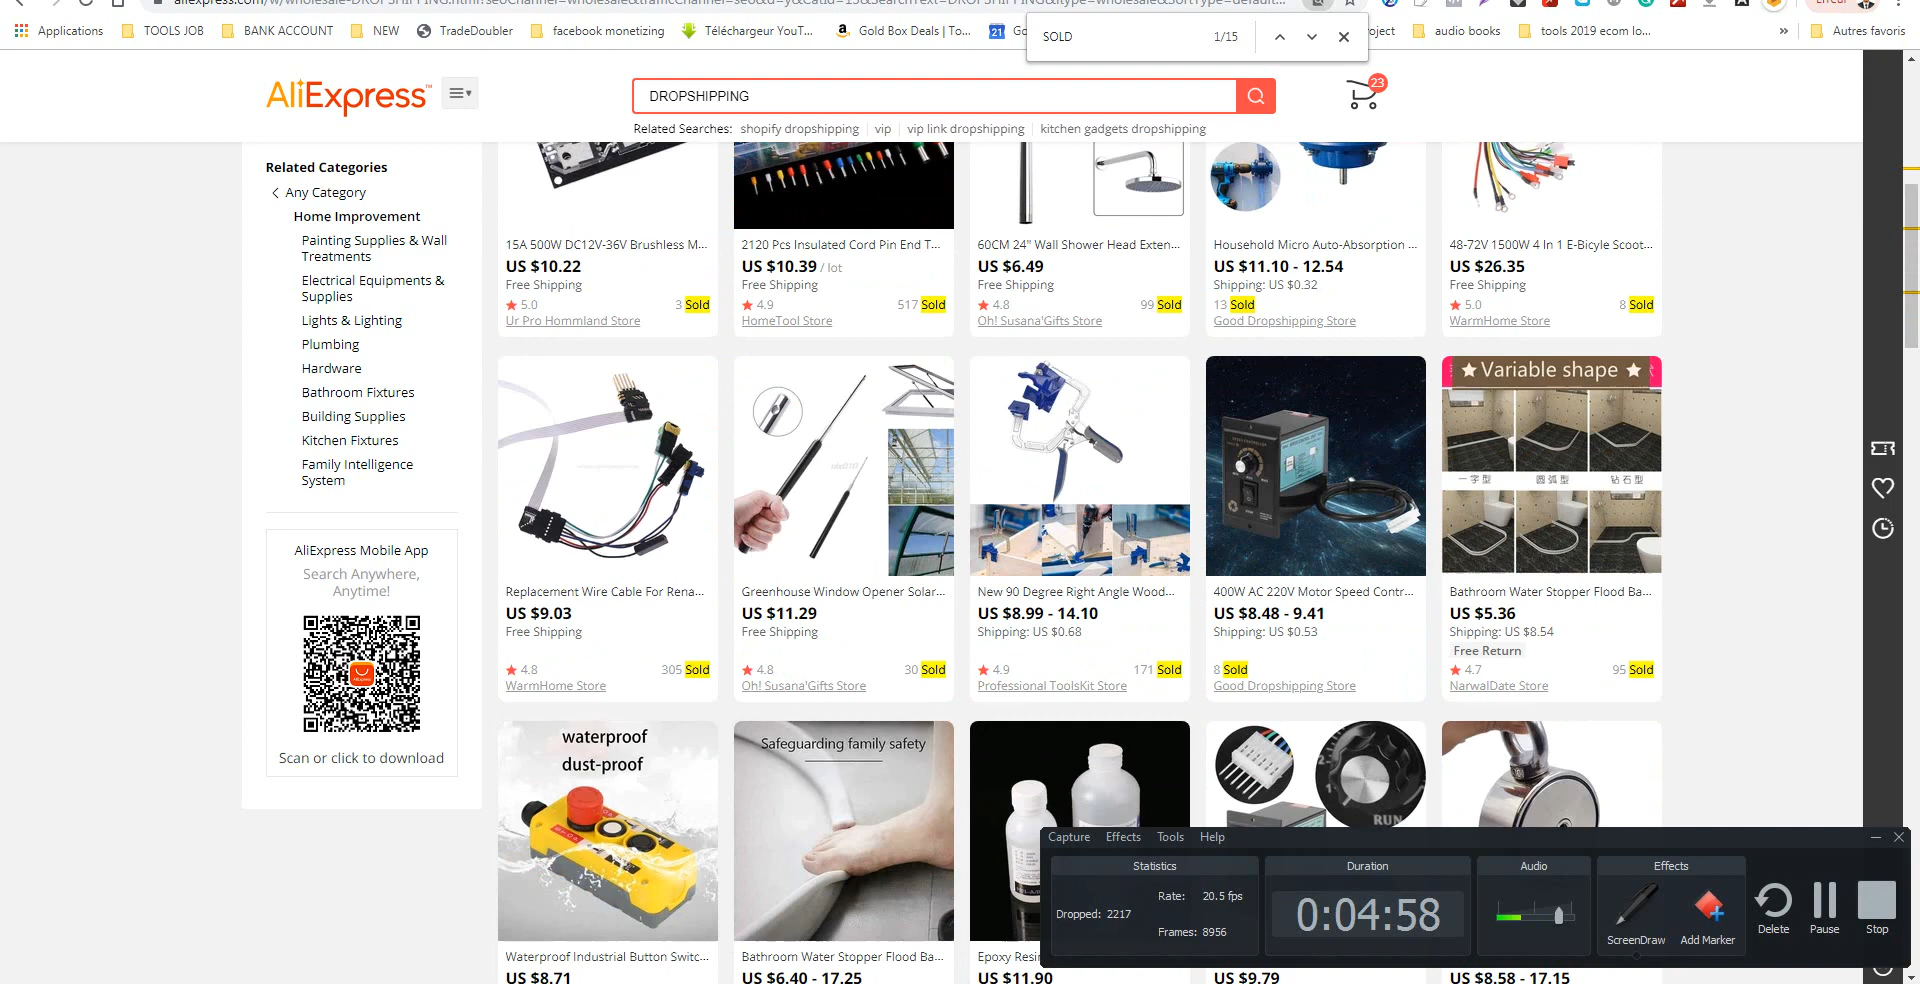 Erreur
Applications
TOOLS JOB
BANK ACCOUNT
NEW
TradeDoubler
facebook monetizing
Téléchargeur YouT...
Gold Box Deals | To...
audio books
tools 2019 ecom lo...
»
Autres favoris
SOLD 1/15
AliExpress™
DROPSHIPPING
23
Related Searches: shopify dropshipping vip vip link dropshipping kitchen gadgets dropshipping
Related Categories
< Any Category
Home Improvement
Painting Supplies & Wall
Treatments
Electrical Equipments &
Supplies
Lights & Lighting
Plumbing
Hardware
Bathroom Fixtures
Building Supplies
Kitchen Fixtures
Family Intelligence
System
AliExpress Mobile App
Search Anywhere,
Anytime!
Scan or click to download
15A 500W DC12V-36V Brushless M...
US $10.22
Free Shipping
5.0 3 Sold
Ur Pro Hommland Store
2120 Pcs Insulated Cord Pin End T...
US $10.39 / lot
Free Shipping
4.9 517 Sold
HomeTool Store
60CM 24" Wall Shower Head Exten...
US $6.49
Free Shipping
4.8 99 Sold
Oh! Susana'Gifts Store
Household Micro Auto-Absorption ...
US $11.10 - 12.54
Shipping: US $0.32
13 Sold
Good Dropshipping Store
48-72V 1500W 4 In 1 E-Bicyle Scoot...
US $26.35
Free Shipping
5.0 8 Sold
WarmHome Store
Replacement Wire Cable For Rena...
US $9.03
Free Shipping
4.8 305 Sold
WarmHome Store
Greenhouse Window Opener Solar...
US $11.29
Free Shipping
4.8 30 Sold
Oh! Susana'Gifts Store
New 90 Degree Right Angle Wood...
US $8.99 - 14.10
Shipping: US $0.68
4.9 171 Sold
Professional ToolsKit Store
400W AC 220V Motor Speed Contr...
US $8.48 - 9.41
Shipping: US $0.53
8 Sold
Good Dropshipping Store
★ Variable shape ★
一字型 圆弧型 钻石型
Bathroom Water Stopper Flood Ba...
US $5.36
Shipping: US $8.54
Free Return
4.7 95 Sold
NarwalDate Store
waterproof
dust-proof
Waterproof Industrial Button Switc...
US $8.71
Safeguarding family safety
Bathroom Water Stopper Flood Ba...
US $6.40 - 17.25
Epoxy Resi
US $11.90
RUN
US $9.79
US $8.58 - 17.15
Capture Effects Tools Help
Statistics
Dropped: 2217
Rate: 20.5 fps
Frames: 8956
Duration
0:04:58
Audio
Effects
ScreenDraw
Add Marker
Delete
Pause
Stop